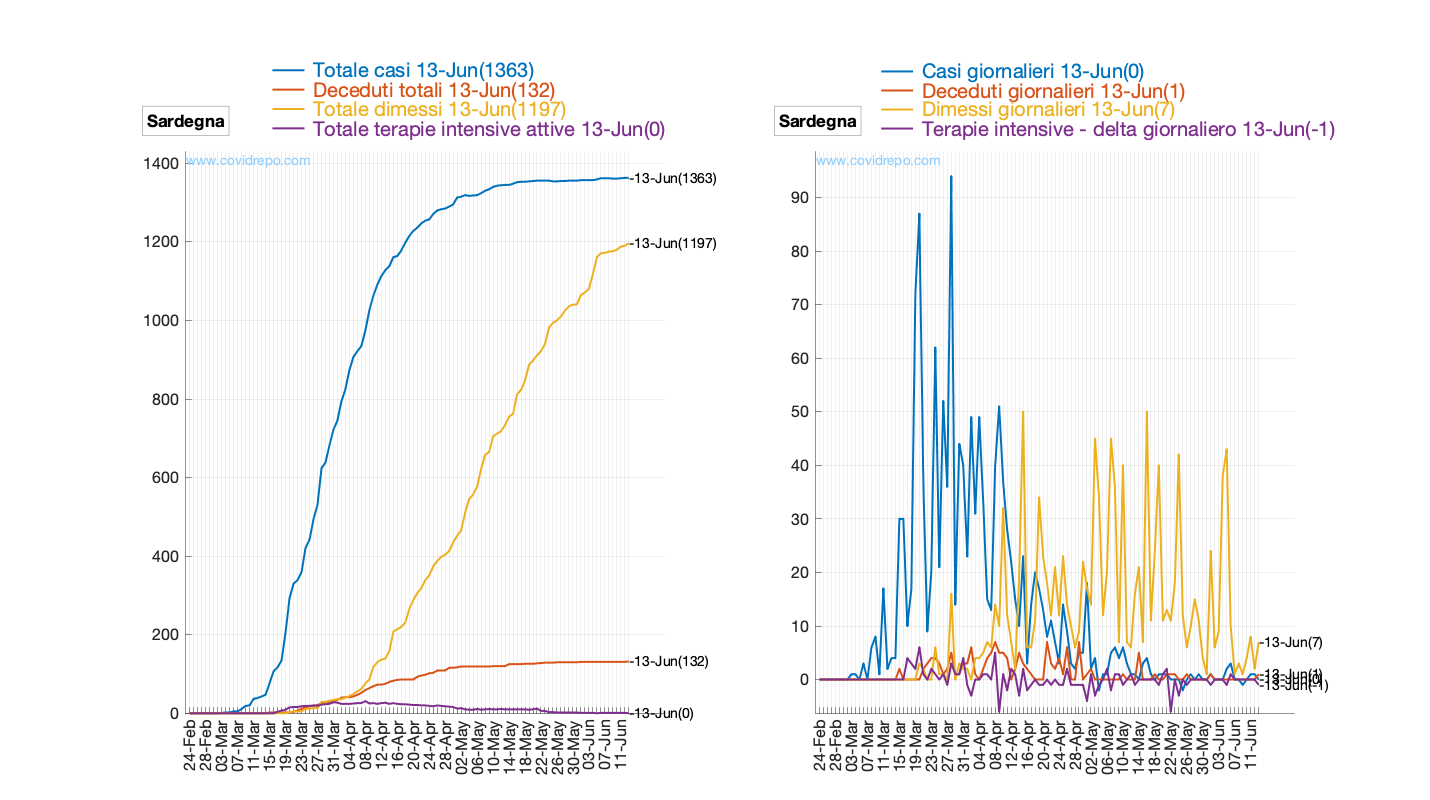 Totale casi 13-Jun(1363)
Deceduti totali 13-Jun(132)
Totale dimessi 13-Jun(1197)
Totale terapie intensive attive 13-Jun(0)
Sardegna
www.covidrepo.com
1400
1200
1000
800
600
400
200
0
-13-Jun(1363)
-13-Jun(1197)
-13-Jun(132)
-13-Jun(0)
24-Feb
28-Feb
03-Mar
07-Mar
11-Mar
15-Mar
19-Mar
23-Mar
27-Mar
31-Mar
04-Apr
08-Apr
12-Apr
16-Apr
20-Apr
24-Apr
28-Apr
02-May
06-May
10-May
14-May
18-May
22-May
26-May
30-May
03-Jun
07-Jun
11-Jun
Casi giornalieri 13-Jun(0)
Deceduti giornalieri 13-Jun(1)
Dimessi giornalieri 13-Jun(7)
Terapie intensive - delta giornaliero 13-Jun(-1)
Sardegna
www.covidrepo.com
90
80
70
60
50
40
30
20
10
0
-13-Jun(7)
-13-Jun(1)
-13-Jun(0)
-13-Jun(-1)
24-Feb
28-Feb
03-Mar
07-Mar
11-Mar
15-Mar
19-Mar
23-Mar
27-Mar
31-Mar
04-Apr
08-Apr
12-Apr
16-Apr
20-Apr
24-Apr
28-Apr
02-May
06-May
10-May
14-May
18-May
22-May
26-May
30-May
03-Jun
07-Jun
11-Jun